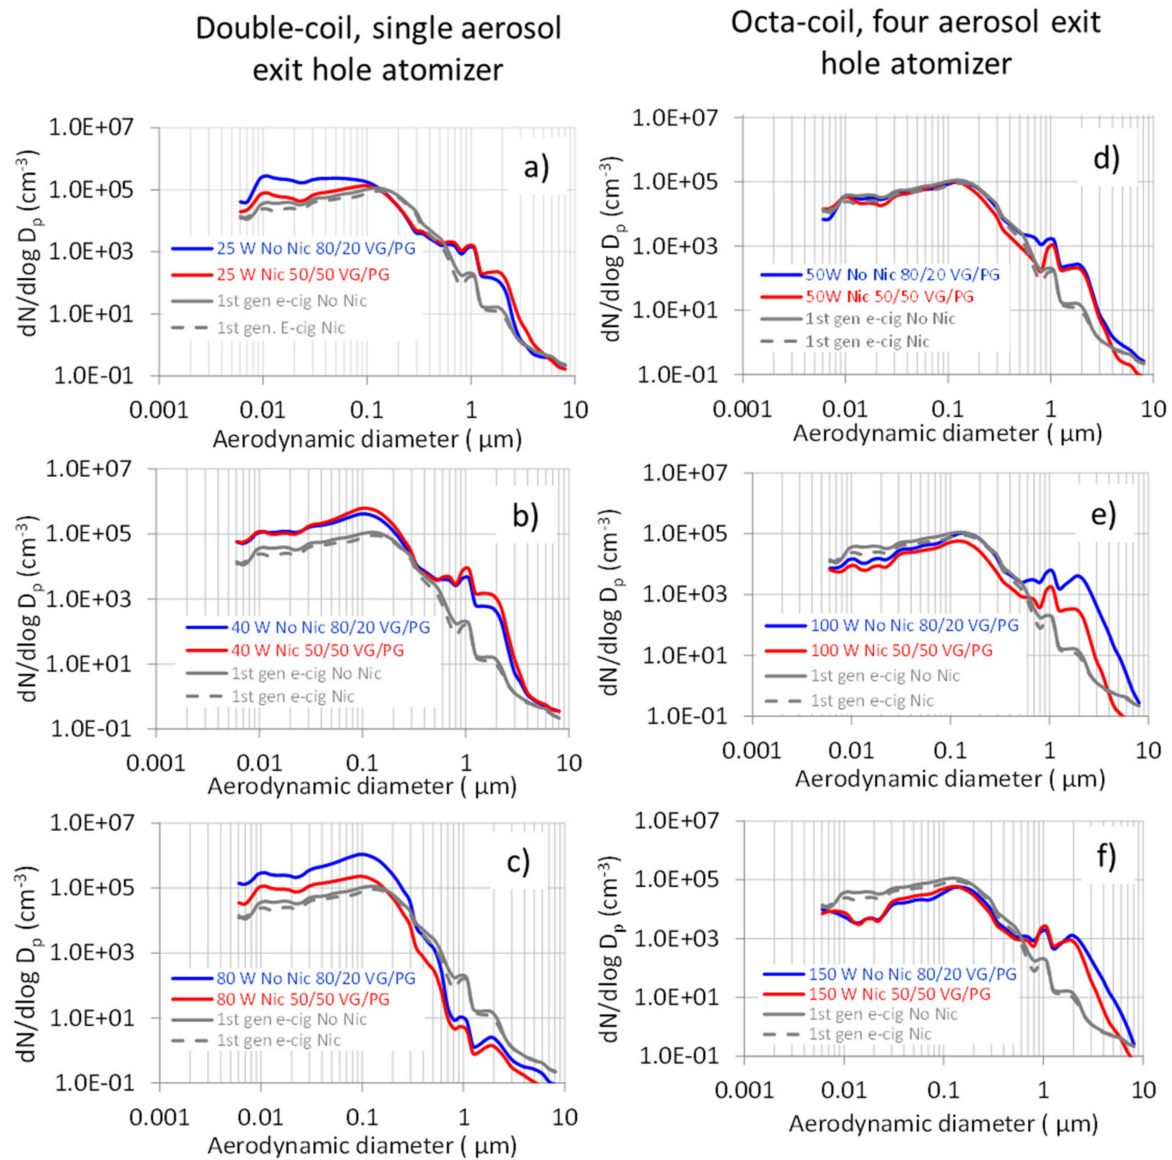 Double-coil, single aerosol
exit hole atomizer
Octa-coil, four aerosol exit
hole atomizer
dN/dlog Dp (cm-3)
1.0E+07
1.0E+05
1.0E+03
1.0E+01
1.0E-01
a)
25 W No Nic 80/20 VG/PG
25 W Nic 50/50 VG/PG
1st gen e-cig No Nic
1st gen. E-cig Nic
0.001 0.01 0.1 1 10
Aerodynamic diameter ( µm)
dN/dlog Dp (cm-3)
1.0E+07
1.0E+05
1.0E+03
1.0E+01
1.0E-01
d)
50W No Nic 80/20 VG/PG
50W Nic 50/50 VG/PG
1st gen e-cig No Nic
1st gen e-cig Nic
0.001 0.01 0.1 1 10
Aerodynamic diameter ( µm)
dN/dlog Dp (cm-3)
1.0E+07
1.0E+05
1.0E+03
1.0E+01
1.0E-01
b)
40 W No Nic 80/20 VG/PG
40 W Nic 50/50 VG/PG
1st gen e-cig No Nic
1st gen e-cig Nic
0.001 0.01 0.1 1 10
Aerodynamic diameter ( µm)
dN/dlog Dp (cm-3)
1.0E+07
1.0E+05
1.0E+03
1.0E+01
1.0E-01
e)
100 W No Nic 80/20 VG/PG
100 W Nic 50/50 VG/PG
1st gen e-cig No Nic
1st gen e-cig Nic
0.001 0.01 0.1 1 10
Aerodynamic diameter ( µm)
dN/dlog Dp (cm-3)
1.0E+07
1.0E+05
1.0E+03
1.0E+01
1.0E-01
c)
80 W No Nic 80/20 VG/PG
80 W Nic 50/50 VG/PG
1st gen e-cig No Nic
1st gen e-cig Nic
0.001 0.01 0.1 1 10
Aerodynamic diameter ( µm)
dN/dlog Dp (cm-3)
1.0E+07
1.0E+05
1.0E+03
1.0E+01
1.0E-01
f)
150 W No Nic 80/20 VG/PG
150 W Nic 50/50 VG/PG
1st gen e-cig No Nic
1st gen e-cig Nic
0.001 0.01 0.1 1 10
Aerodynamic diameter ( µm)